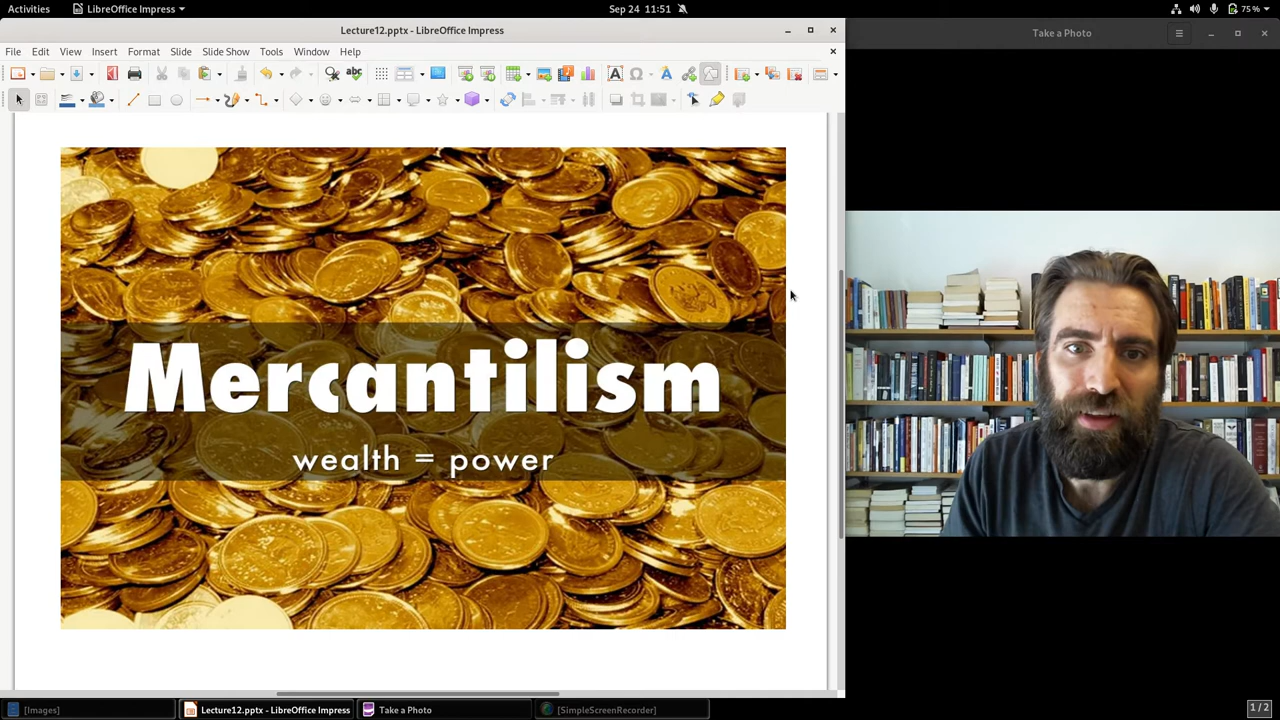 Activities
LibreOffice Impress
Sep 24 11:51
75 %
Lecture12.pptx - LibreOffice Impress
Take a Photo
File Edit View Insert Format Slide Slide Show Tools Window Help
Mercantilism
wealth = power
[Images]
Lecture12.pptx - LibreOffice Impress
Take a Photo
[SimpleScreenRecorder]
1 / 2